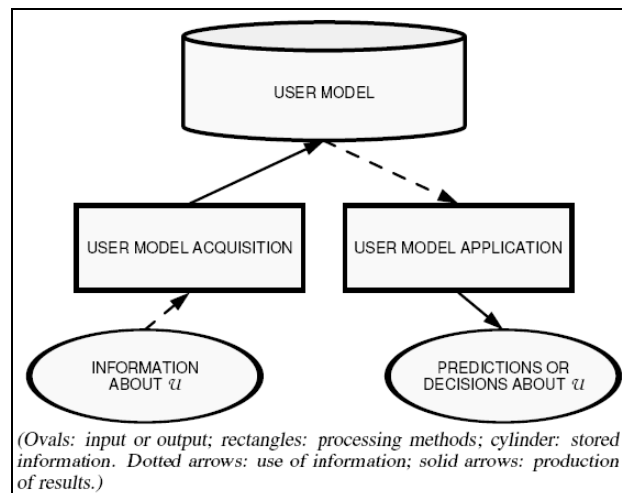 USER MODEL
USER MODEL ACQUISITION
USER MODEL APPLICATION
INFORMATION
ABOUT 𝒰
PREDICTIONS OR
DECISIONS ABOUT 𝒰
(Ovals: input or output; rectangles: processing methods; cylinder: stored
information. Dotted arrows: use of information; solid arrows: production
of results.)